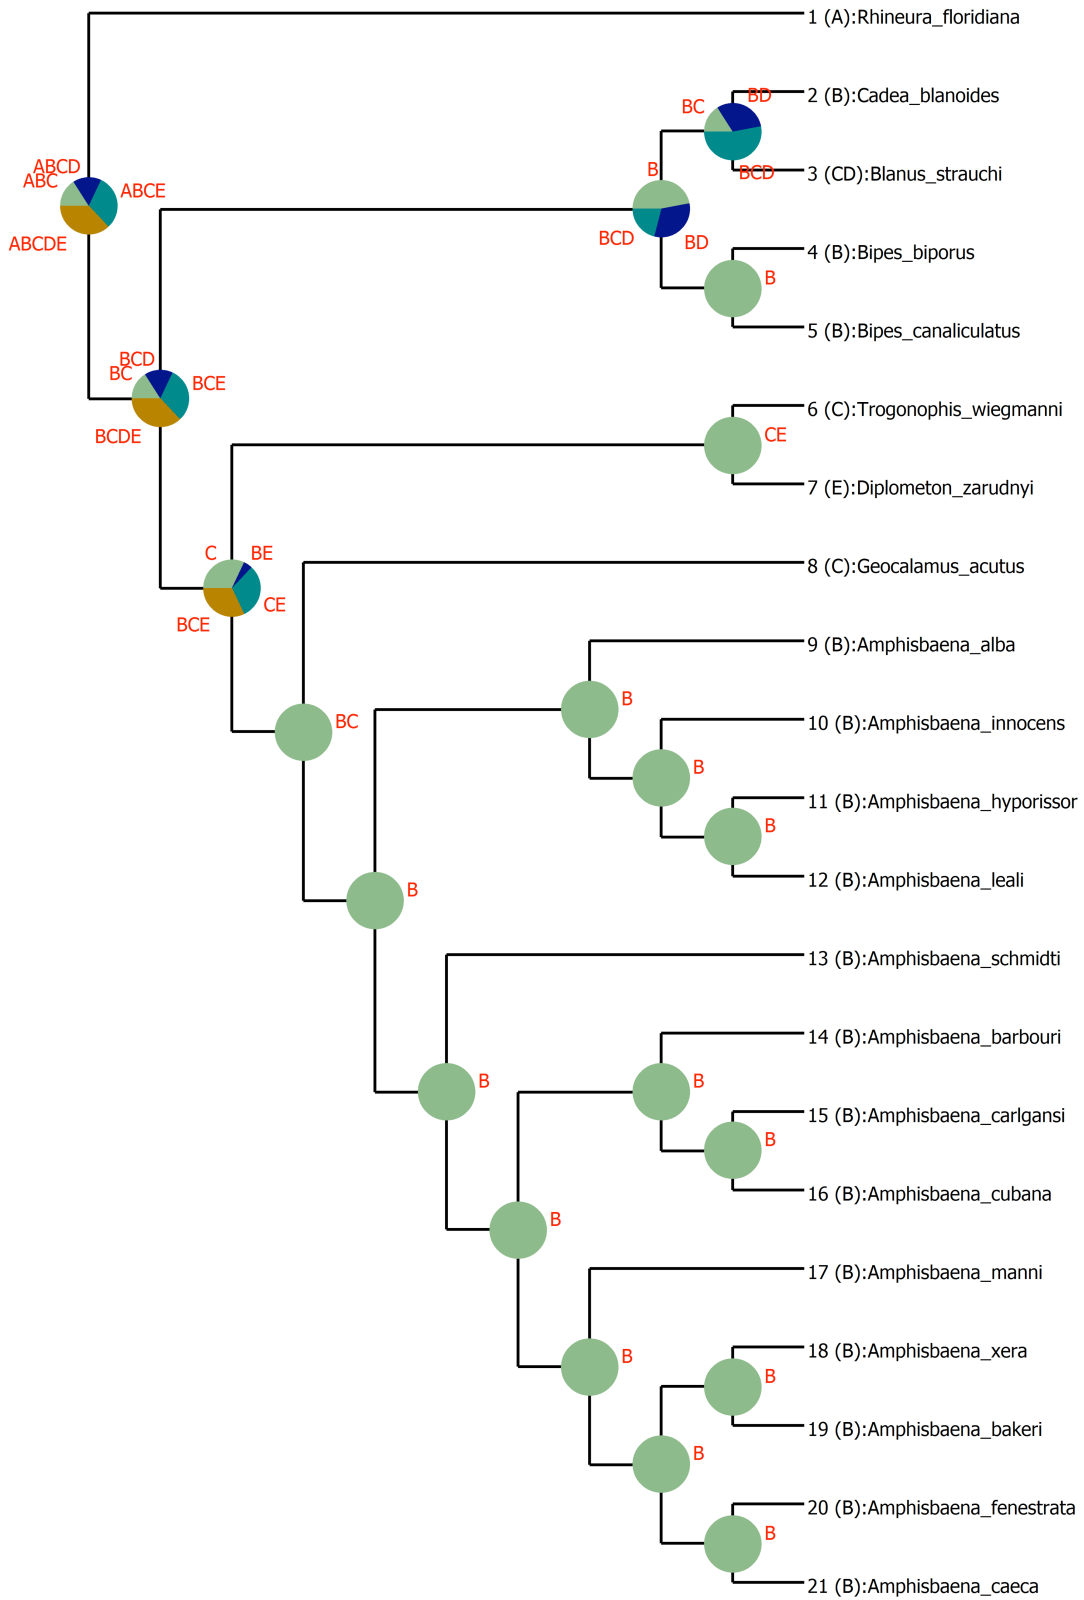 1 (A):Rhineura_floridiana
2 (B):Cadea_blanoides
BD
BC
B
BCD
3 (CD):Blanus_strauchi
ABCD
ABC
ABCE
ABCDE
BCD
BD
4 (B):Bipes_biporus
B
5 (B):Bipes_canaliculatus
BCD
BC
BCE
BCDE
6 (C):Trogonophis_wiegmanni
CE
7 (E):Diplometon_zarudnyi
C
BE
8 (C):Geocalamus_acutus
CE
BCE
9 (B):Amphisbaena_alba
B
BC
10 (B):Amphisbaena_innocens
B
11 (B):Amphisbaena_hyporissor
B
12 (B):Amphisbaena_leali
B
13 (B):Amphisbaena_schmidti
14 (B):Amphisbaena_barbouri
B
B
15 (B):Amphisbaena_carlgansi
B
16 (B):Amphisbaena_cubana
B
17 (B):Amphisbaena_manni
B
18 (B):Amphisbaena_xera
B
19 (B):Amphisbaena_bakeri
B
20 (B):Amphisbaena_fenestrata
B
21 (B):Amphisbaena_caeca